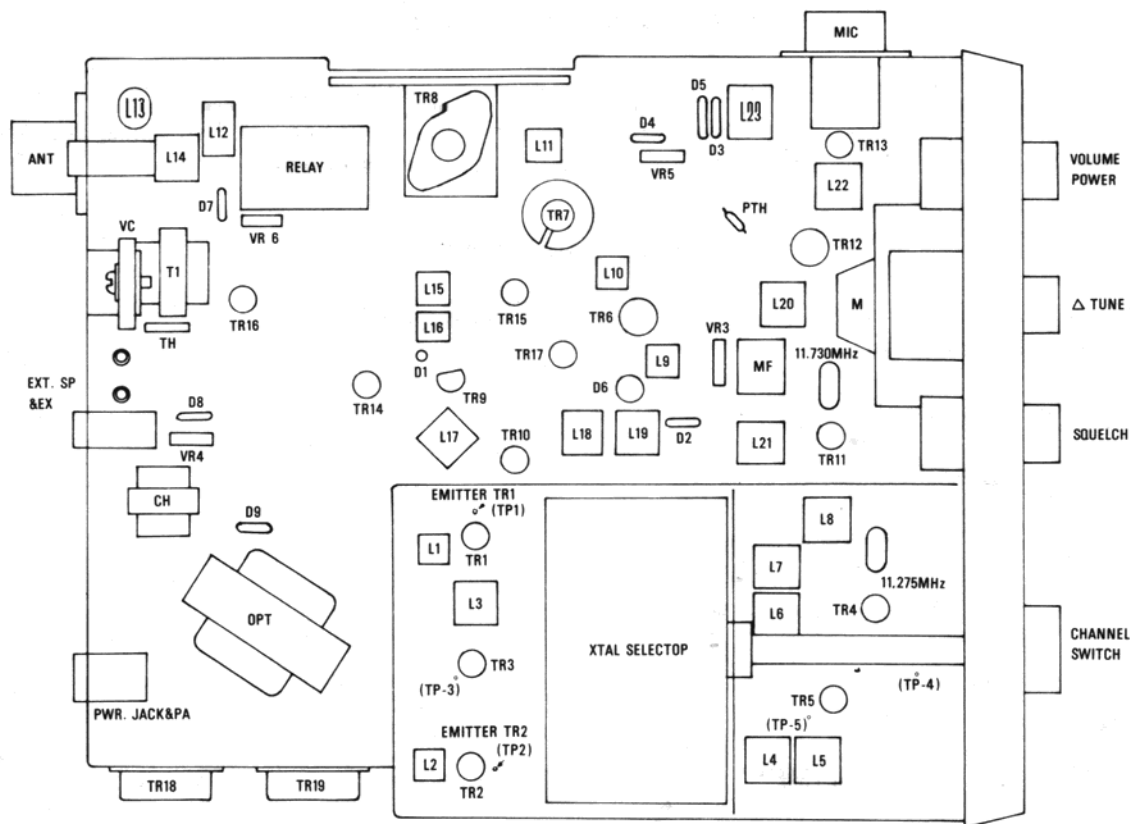 MIC
L13
L12
L14
ANT
RELAY
TR8
L11
D5
D4
D3
L23
VR5
TR13
L22
VOLUME
POWER
D7
VR 6
TR7
PTH
TR12
VC
T1
TR16
TH
L15
L16
TR15
L10
TR6
L20
M
△ TUNE
D1
TR9
TR17
L9
VR3
MF
11.730MHz
TR14
D6
EXT. SP
&EX
D8
VR4
L17
TR10
L18
L19
D2
L21
TR11
SQUELCH
CH
D9
EMITTER TR1
(TP1)
L1
TR1
L3
L8
L7
L6
11,275MHz
TR4
OPT
XTAL SELECTOP
TR3
(TP-3)
CHANNEL
SWITCH
(TP-4)
TR5
(TP-5)
PWR. JACK&PA
EMITTER TR2
(TP2)
L2
TR2
L4
L5
TR18
TR19